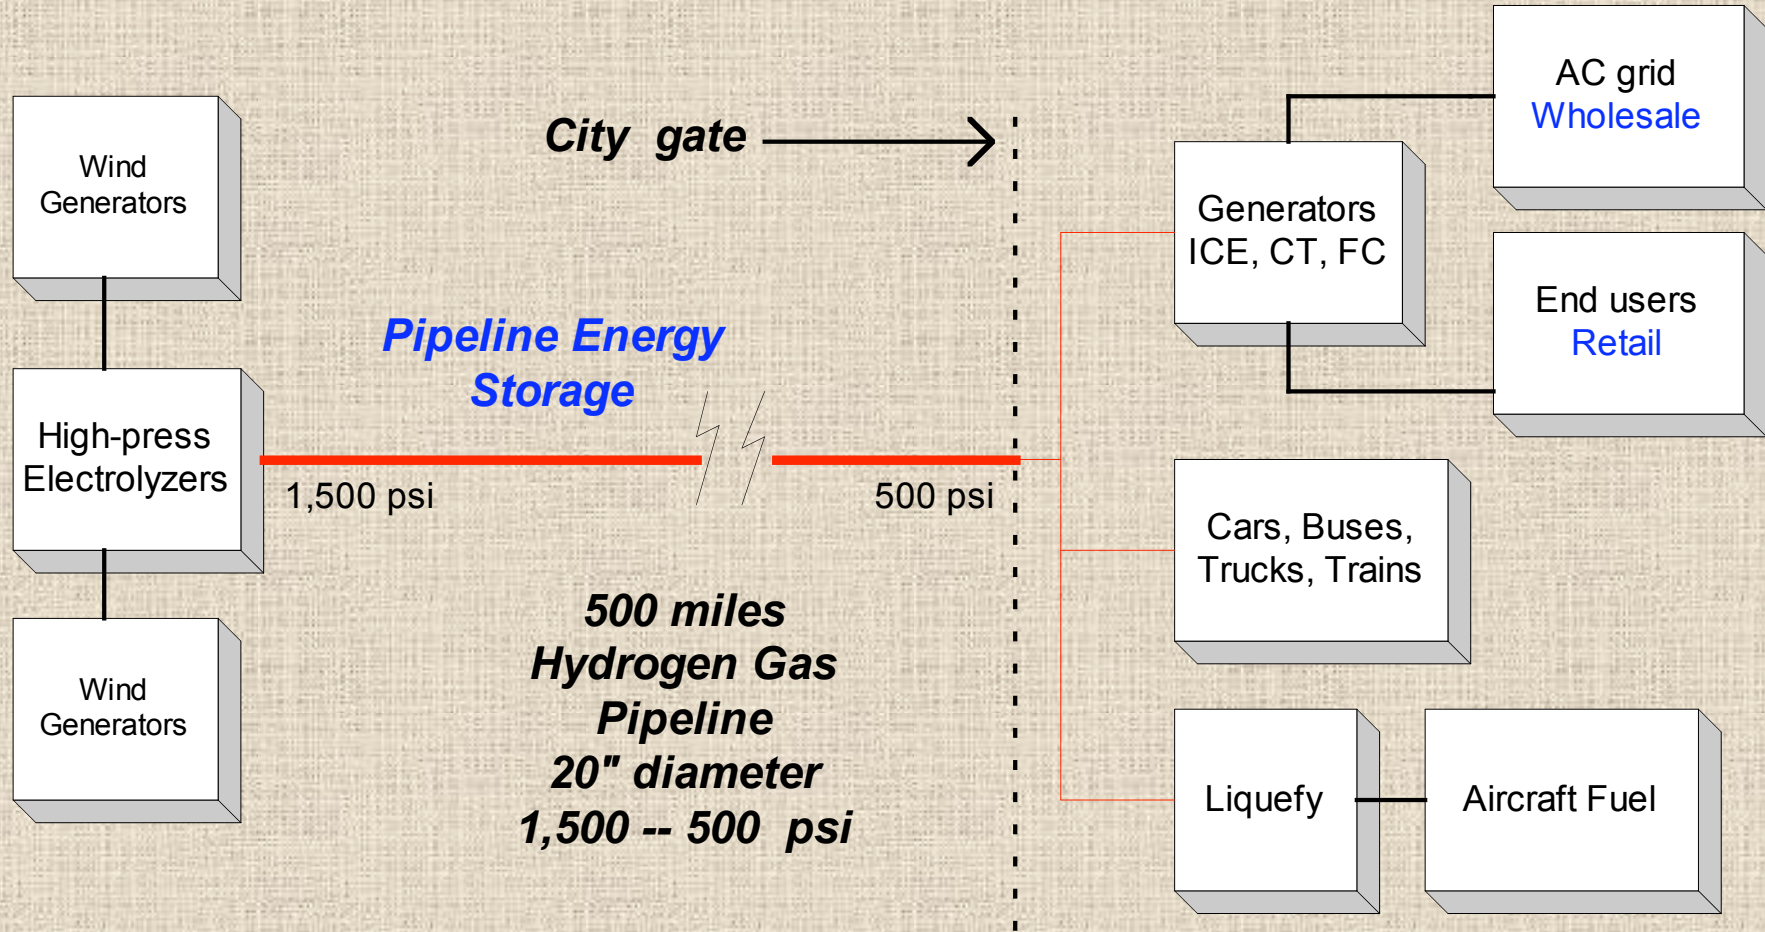 Wind
Generators
High-press
Electrolyzers
Wind
Generators
City gate
Pipeline Energy
Storage
1,500 psi
500 psi
500 miles
Hydrogen Gas
Pipeline
20" diameter
1,500 -- 500 psi
Generators
ICE, CT, FC
AC grid
Wholesale
End users
Retail
Cars, Buses,
Trucks, Trains
Liquefy
Aircraft Fuel